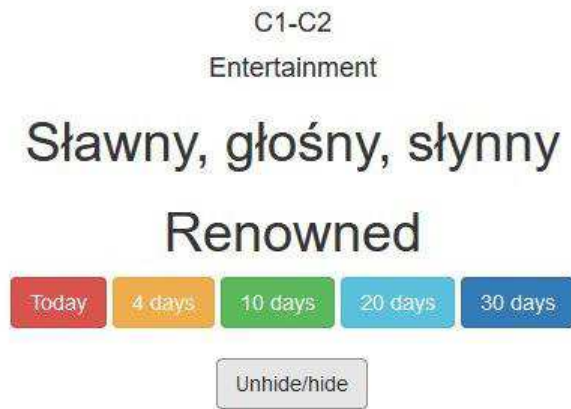 C1-C2
Entertainment
Sławny, głośny, słynny
Renowned
Today 4 days 10 days 20 days 30 days
Unhide/hide